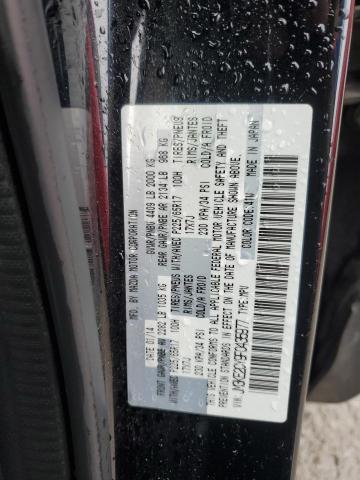 MFD. BY MAZDA MOTOR CORPORATION
DATE 07/14 GVWR/PNBV 4409 LB 2000 KG
FRONT GAWR/PNBE AV 2282 LB 1035 KG REAR GAWR/PNBE AR 2134 LB 968 KG
WITH/AVEC P225/65R17 100H TIRES/PNEUS WITH/AVEC P225/65R17 100H TIRES/PNEUS
RIMS/JANTES 17X7J RIMS/JANTES 17X7J
230 KPA/34 PSI COLD/A FROID 230 KPA/34 PSI COLD/A FROID
THIS VEHICLE CONFORMS TO ALL APPLICABLE FEDERAL MOTOR VEHICLE SAFETY AND THEFT
PREVENTION STANDARDS IN EFFECT ON THE DATE OF MANUFACTURE SHOWN ABOVE.
TYPE:MPV
COLOR CODE:
MADE IN JAPAN